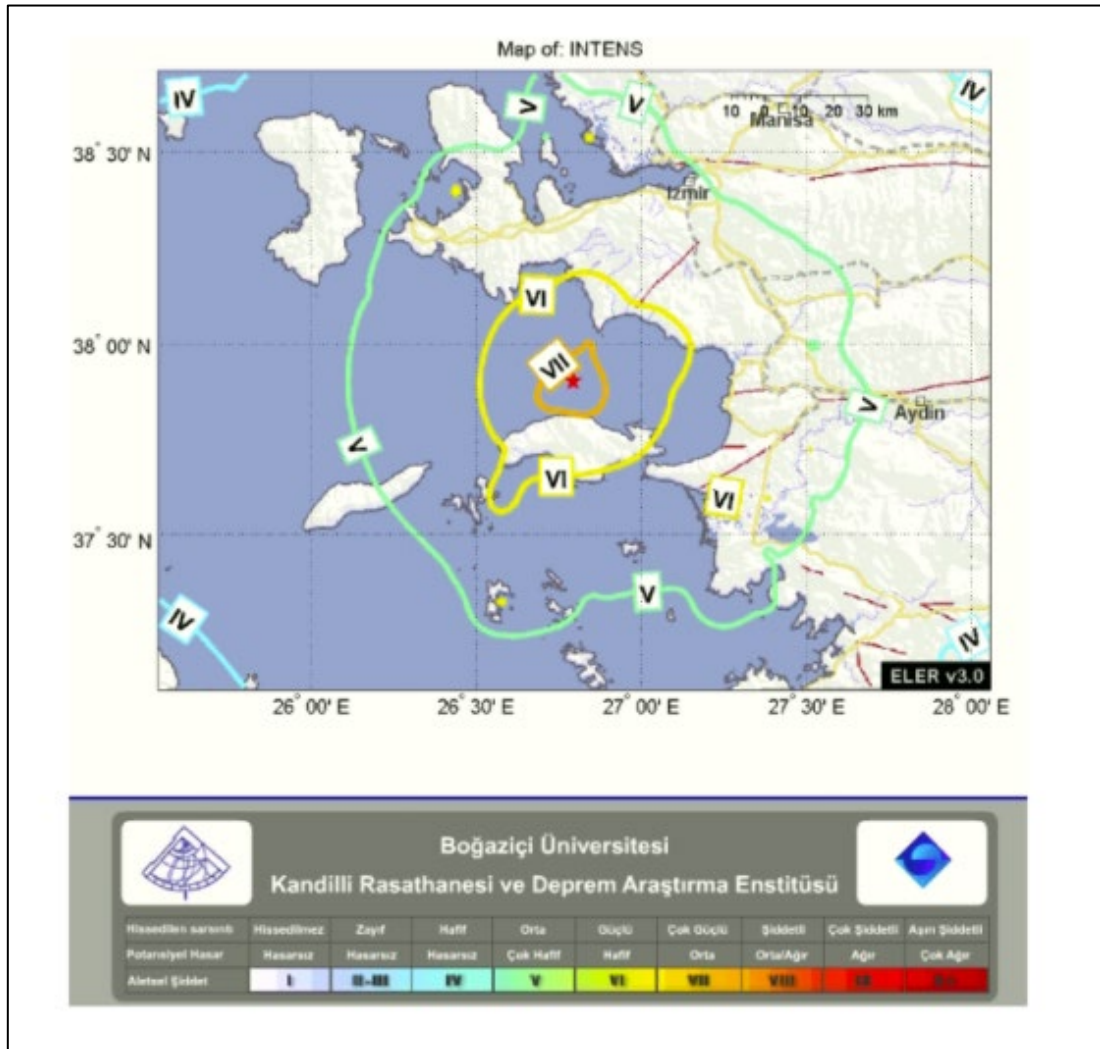 Map of: INTENS
IV
V
V
IV
10 0 10 20 30 km
Manisa
38° 30' N
Izmir
VI
38° 00' N
VII
V
Aydin
V
VI
VI
37° 30' N
V
IV
IV
ELER v3.0
26° 00' E
26° 30' E
27° 00' E
27° 30' E
28° 00' E
Boğaziçi Üniversitesi
Kandilli Rasathanesi ve Deprem Araştırma Enstitüsü
Hissedilen sarsıntı Hissedilmez Zayıf Hafif Orta Güçlü Çok Güçlü Şiddetli Çok Şiddetli Aşırı Şiddetli
Potansiyel Hasar Hasarsız Hasarsız Hasarsız Çok Hafif Hafif Orta Orta/Ağır Ağır Çok Ağır
Aletsel Şiddet I II-III IV V VI VII VIII